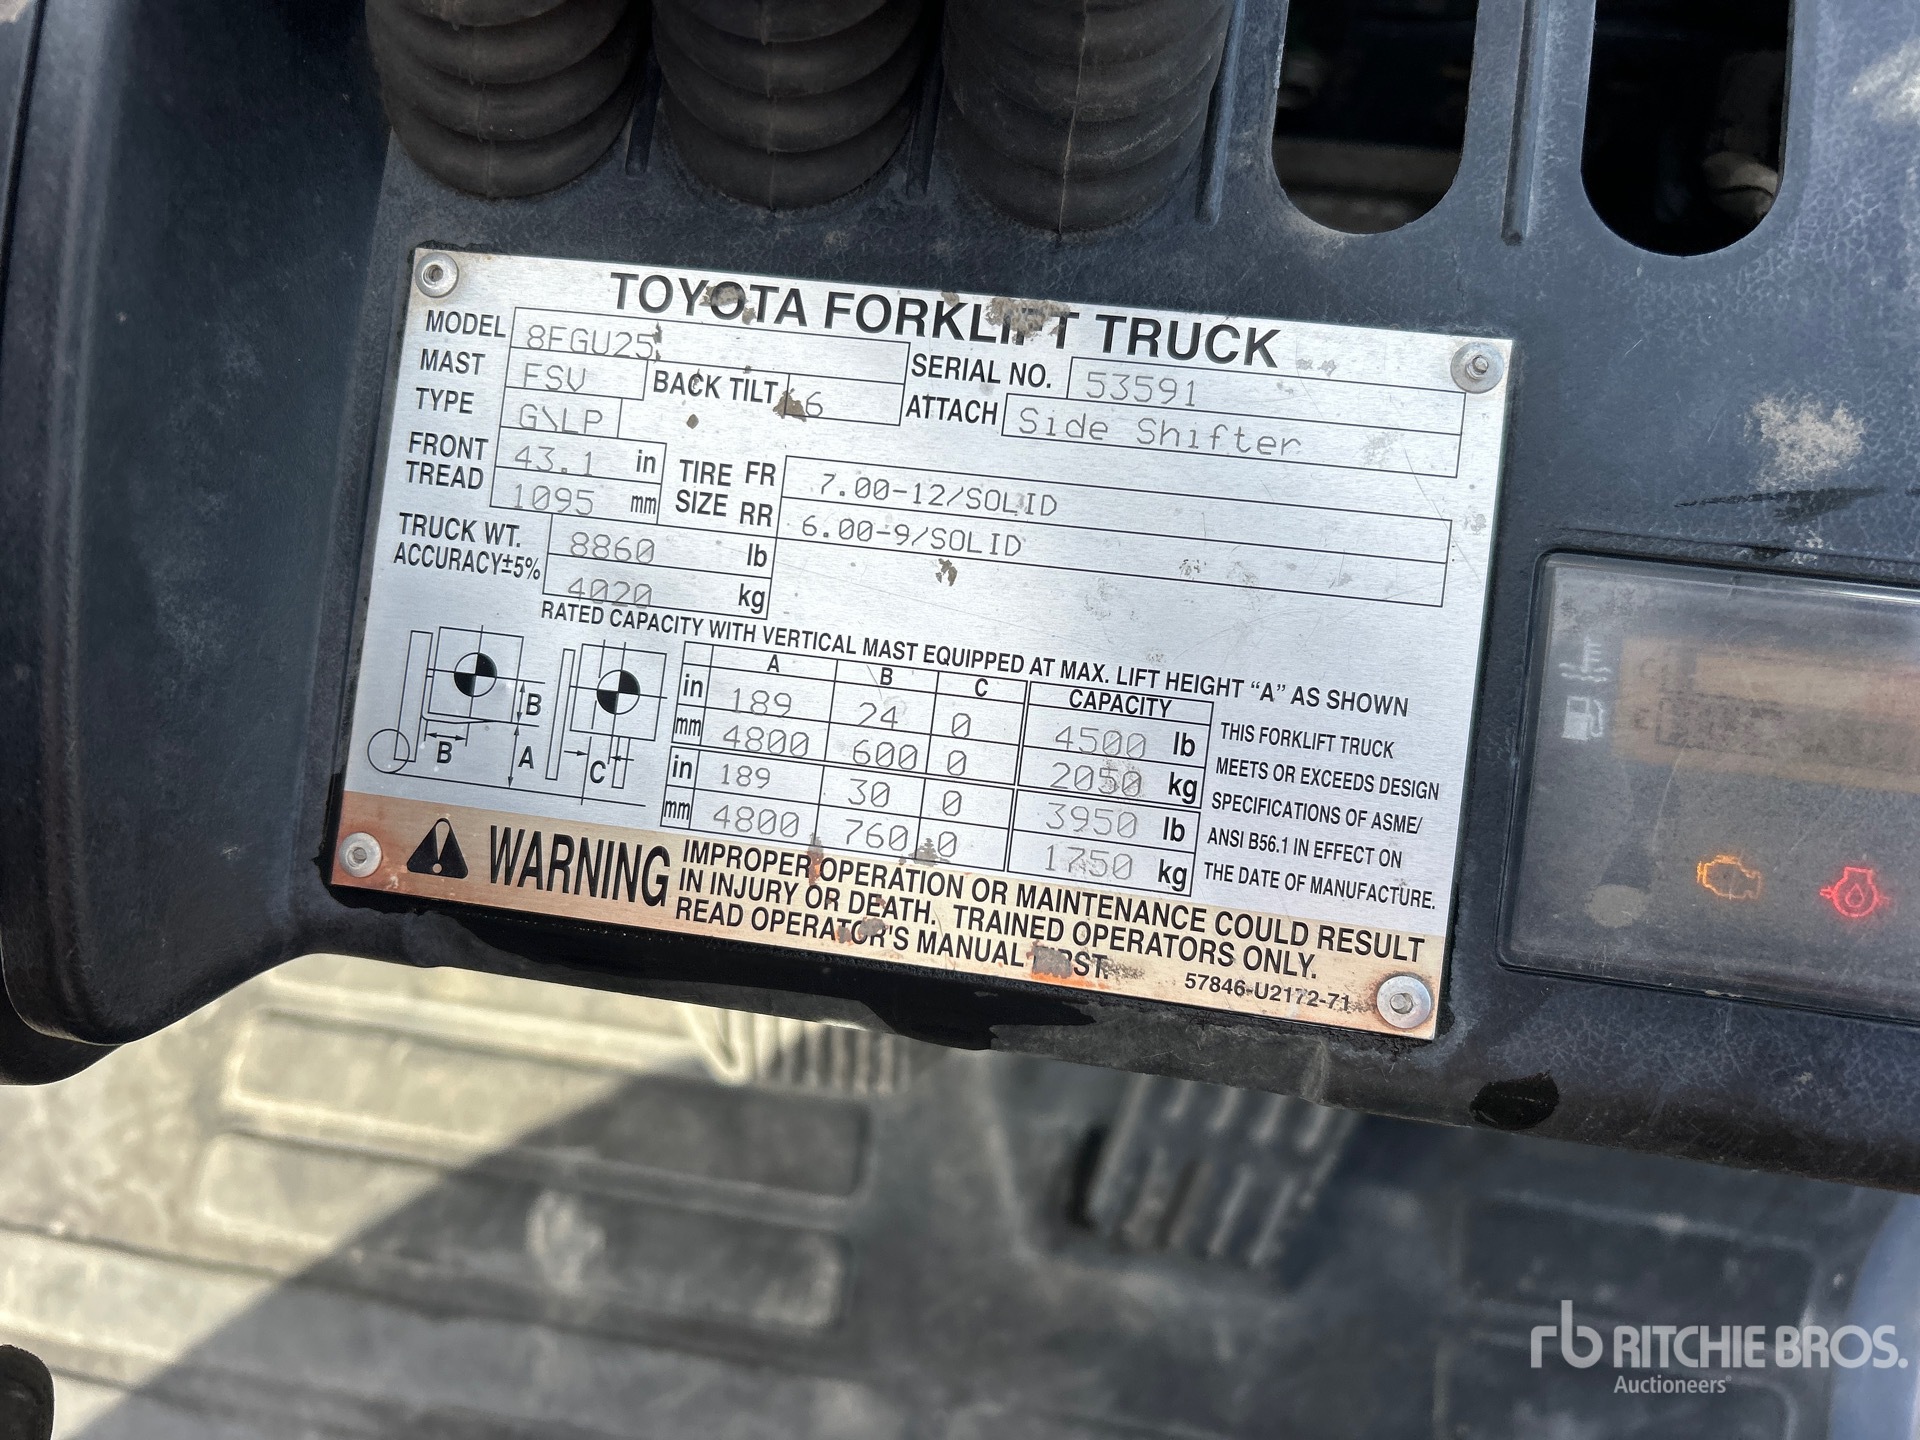 TOYOTA FORKLIFT TRUCK
MODEL 8FGU25 SERIAL NO. 53591
MAST FSV BACK TILT 6 ATTACH Side Shifter
TYPE G\LP
FRONT TREAD 43.1 in 1095 mm
TIRE SIZE FR 7.00-12/SOLID
RR 6.00-9/SOLID
TRUCK WT. 8860 lb
ACCURACY±5% 4020 kg
RATED CAPACITY WITH VERTICAL MAST EQUIPPED AT MAX. LIFT HEIGHT “A” AS SHOWN
A B C CAPACITY
in 189 24 0 4500 lb
mm 4800 600 0 2050 kg
in 189 30 0 3950 lb
mm 4800 760 0 1750 kg
B B A C
THIS FORKLIFT TRUCK
MEETS OR EXCEEDS DESIGN
SPECIFICATIONS OF ASME/
ANSI B56.1 IN EFFECT ON
THE DATE OF MANUFACTURE.
WARNING
IMPROPER OPERATION OR MAINTENANCE COULD RESULT
IN INJURY OR DEATH. TRAINED OPERATORS ONLY.
READ OPERATOR'S MANUAL FIRST.
57846-U2172-71
rb RITCHIE BROS.
Auctioneers